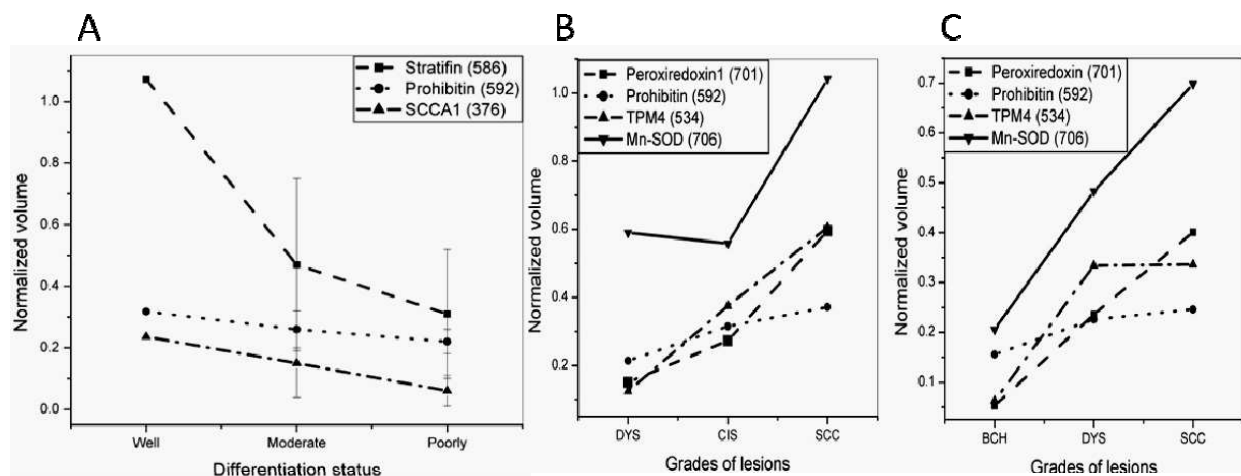 A
Stratifin (586)
Prohibitin (592)
SCCA1 (376)
Normalized volume
1.0
0.8
0.6
0.4
0.2
0.0
Well Moderate Poorly
Differentiation status
B
Peroxiredoxin1 (701)
Prohibitin (592)
TPM4 (534)
Mn-SOD (706)
Normalized volume
1.0
0.8
0.6
0.4
0.2
DYS CIS SCC
Grades of lesions
C
Peroxiredoxin (701)
Prohibitin (592)
TPM4 (534)
Mn-SOD (706)
Normalized volume
0.7
0.6
0.5
0.4
0.3
0.2
0.1
BCH DYS SCC
Grades of lesions